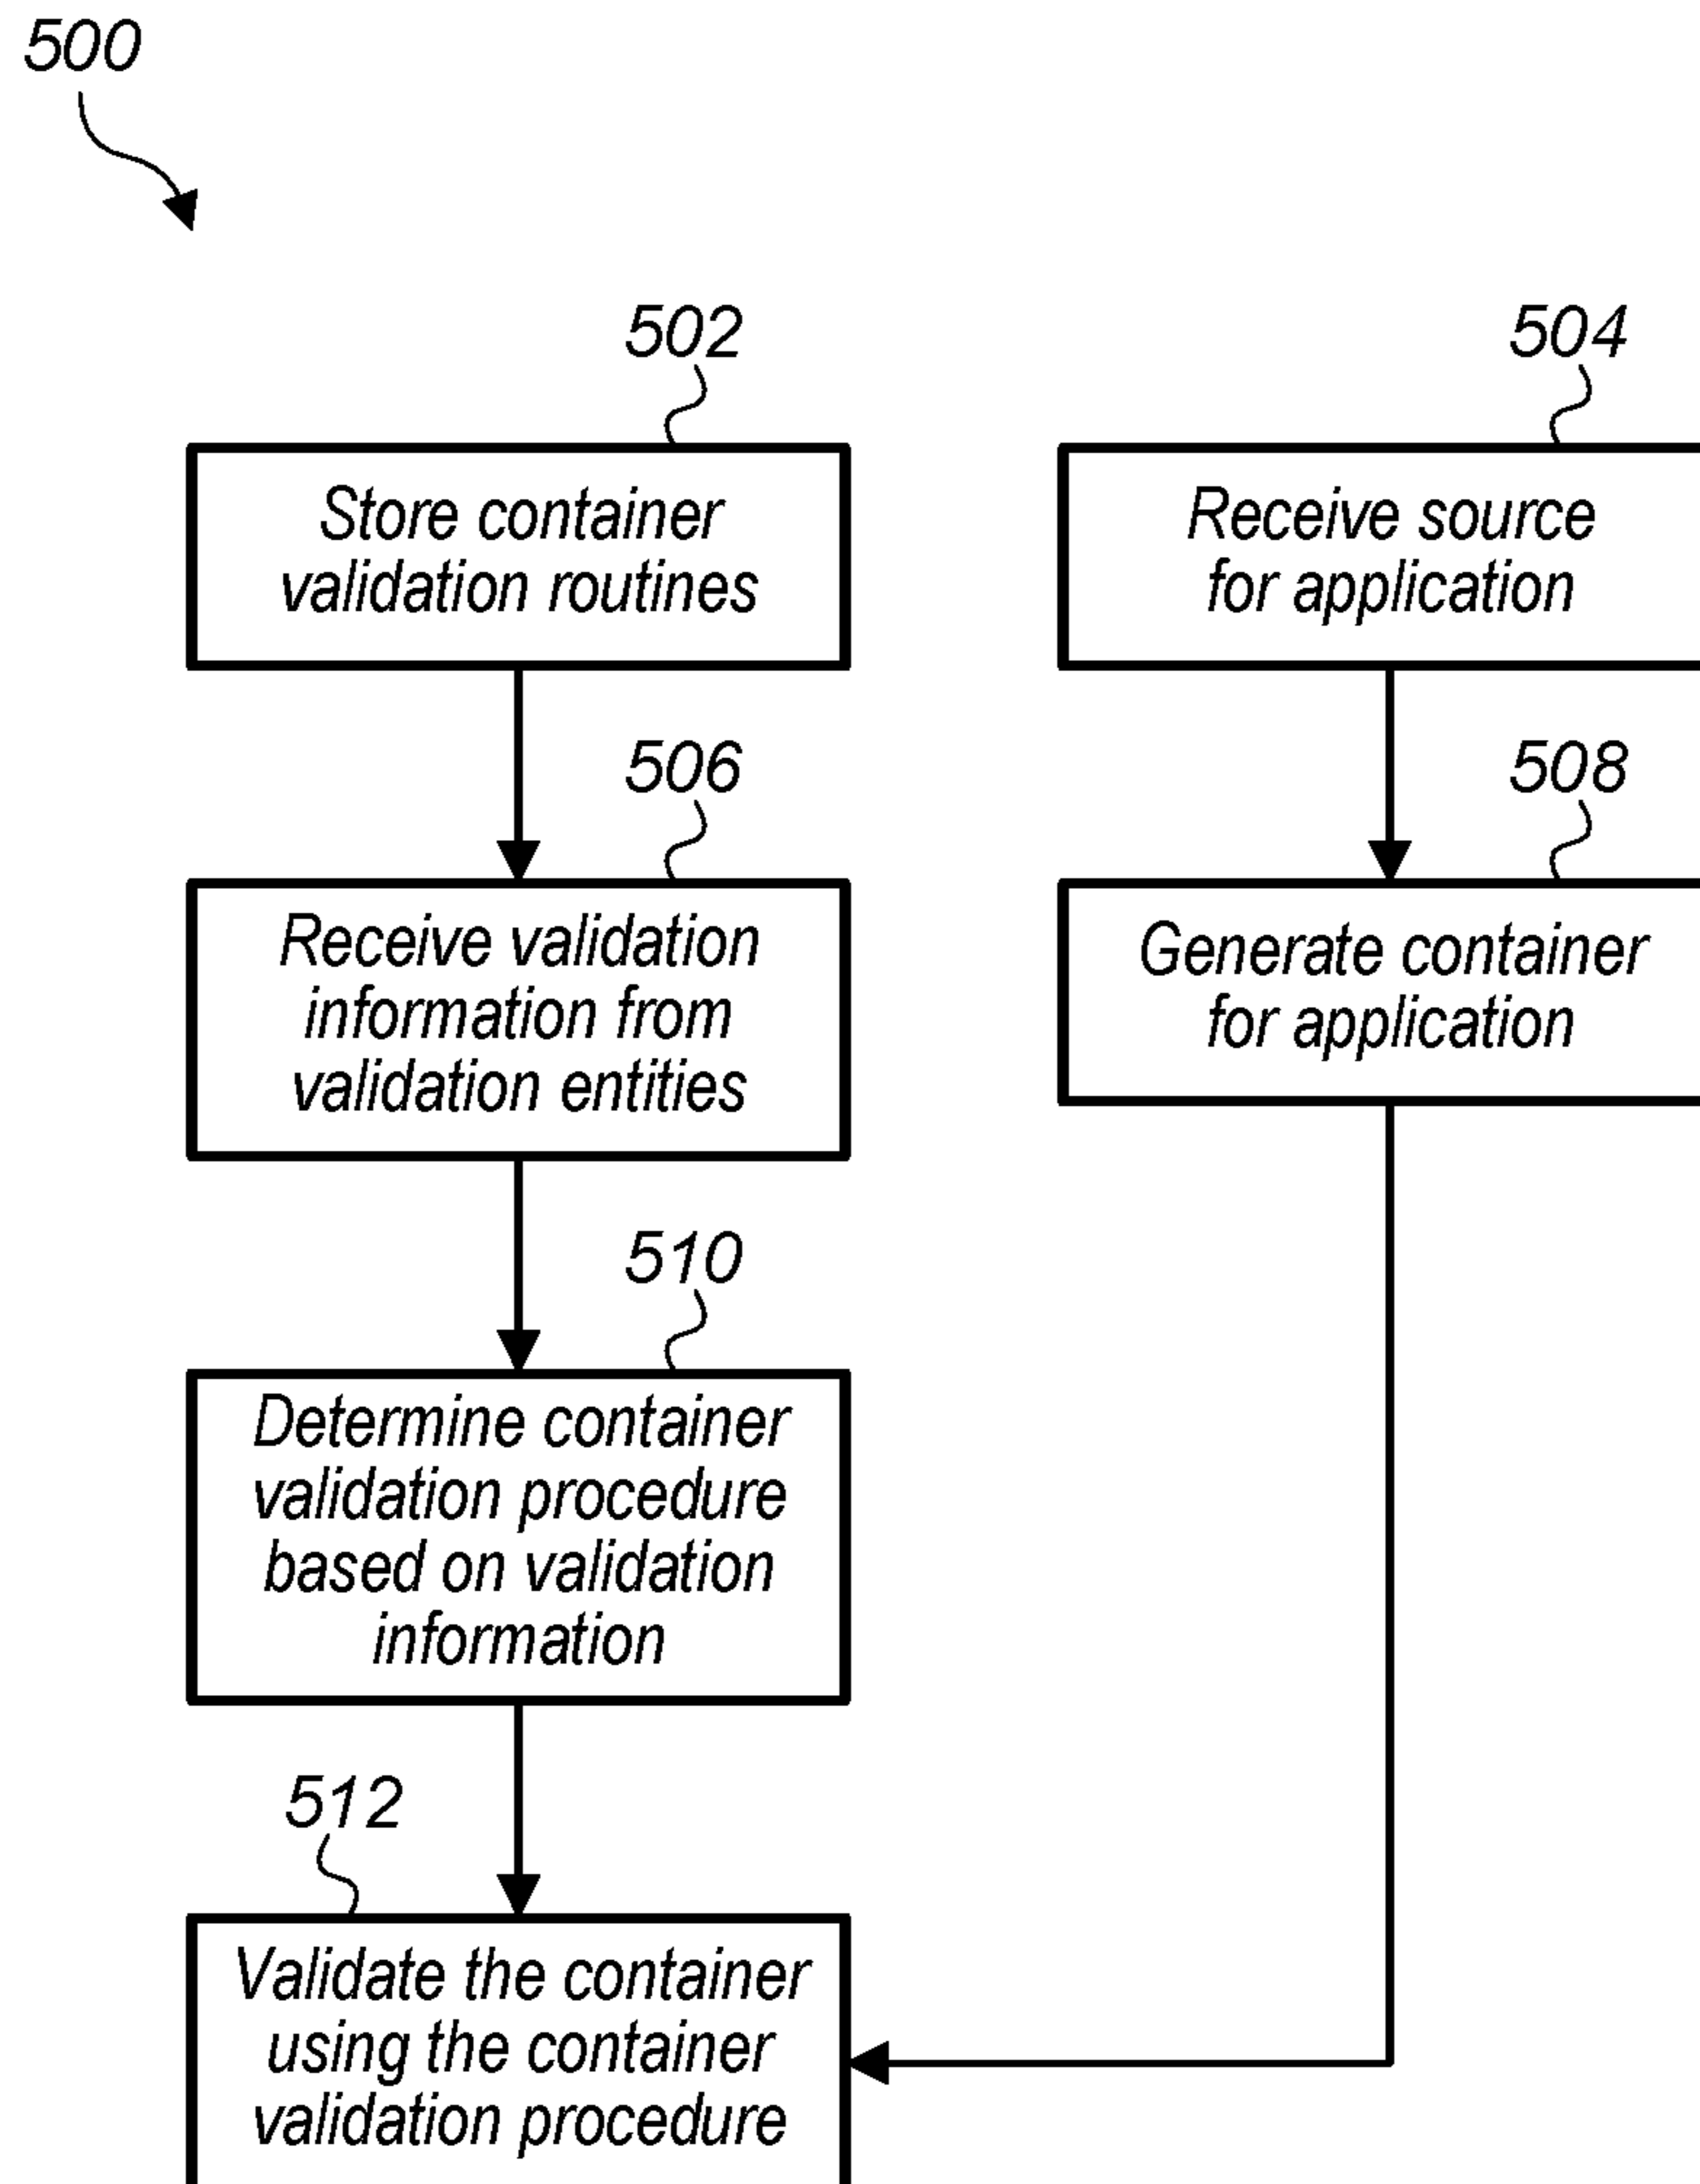 500
502
Store container
validation routines
504
Receive source
for application
506
Receive validation
information from
validation entities
508
Generate container
for application
510
Determine container
validation procedure
based on validation
information
512
Validate the container
using the container
validation procedure